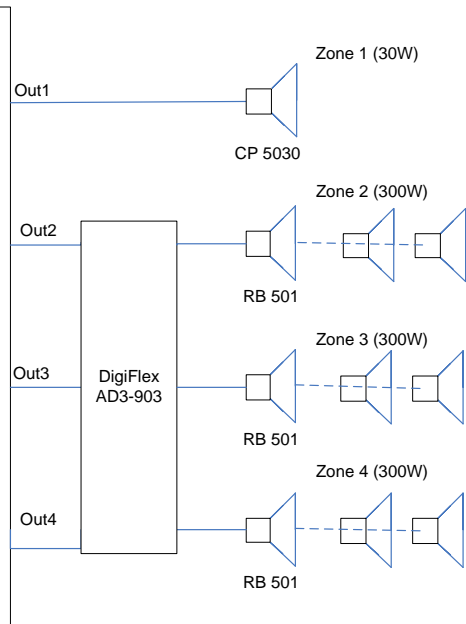 Zone 1 (30W)
Out1
CP 5030
Zone 2 (300W)
Out2
RB 501
Zone 3 (300W)
Out3
DigiFlex
AD3-903
RB 501
Zone 4 (300W)
Out4
RB 501